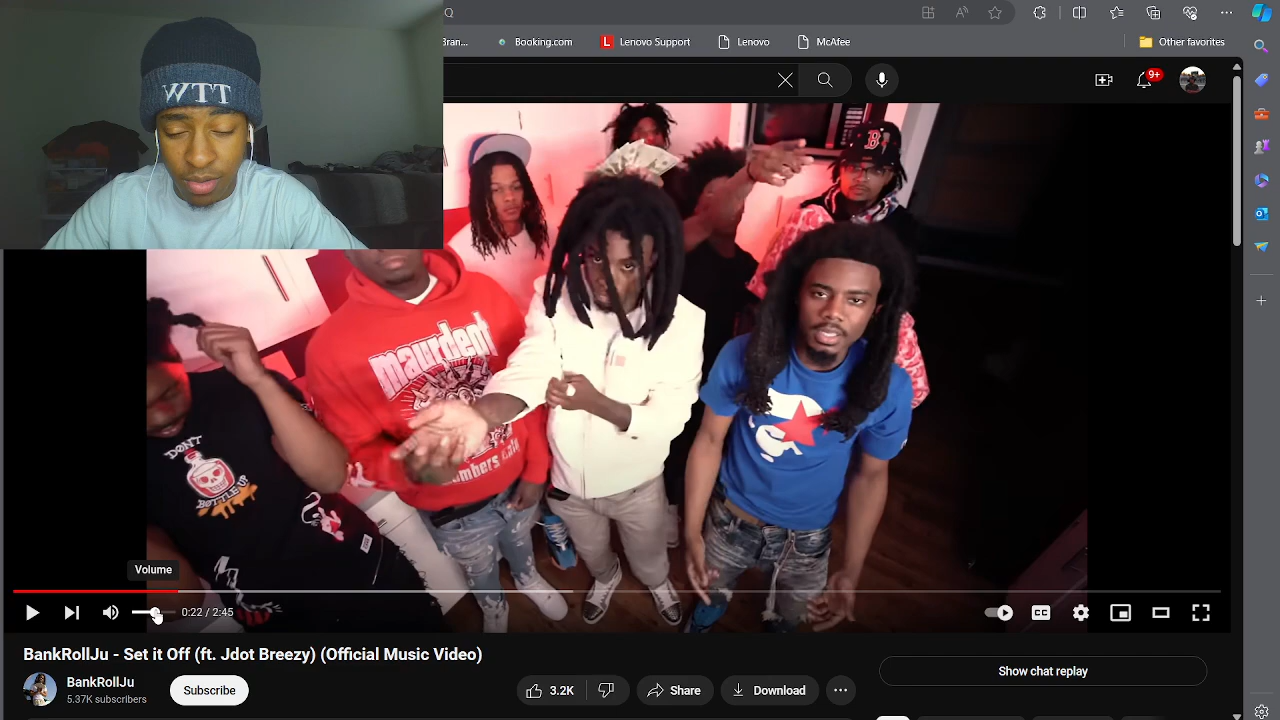 WTT
Bran...
Booking.com
L Lenovo Support
Lenovo
McAfee
Other favorites
9+
B
maurdent
DON'T
BOTTLE UP
Volume
0:22 / 2:45
CC
BankRollJu - Set it Off (ft. Jdot Breezy) (Official Music Video)
BankRollJu
5.37K subscribers
Subscribe
3.2K
Share
Download
Show chat replay